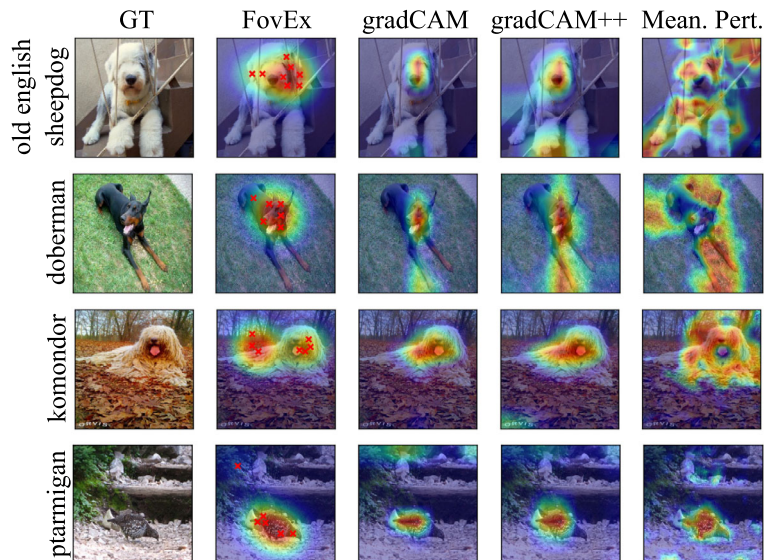 GT FovEx gradCAM gradCAM++ Mean. Pert.
old english
sheepdog
doberman
komondor
ptarmigan